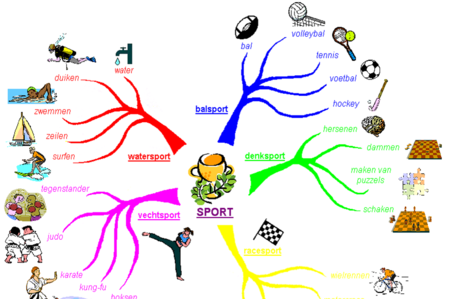 volleybal
bal
tennis
voetbal
hockey
balsport
water
duiken
zwemmen
zeilen
surfen
watersport
hersenen
dammen
maken van
puzzels
schaken
denksport
SPORT
tegenstander
judo
karate
kung-fu
boksen
vechtsport
racesport
wielrennen